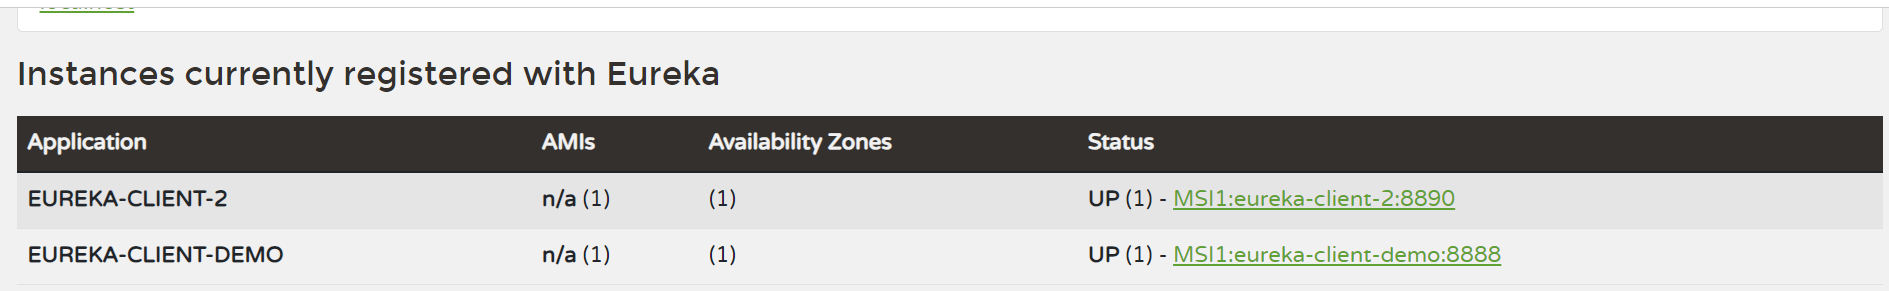 Instances currently registered with Eureka
Application AMIs Availability Zones Status
EUREKA-CLIENT-2 n/a (1) (1) UP (1) - MSI1:eureka-client-2:8890
EUREKA-CLIENT-DEMO n/a (1) (1) UP (1) - MSI1:eureka-client-demo:8888